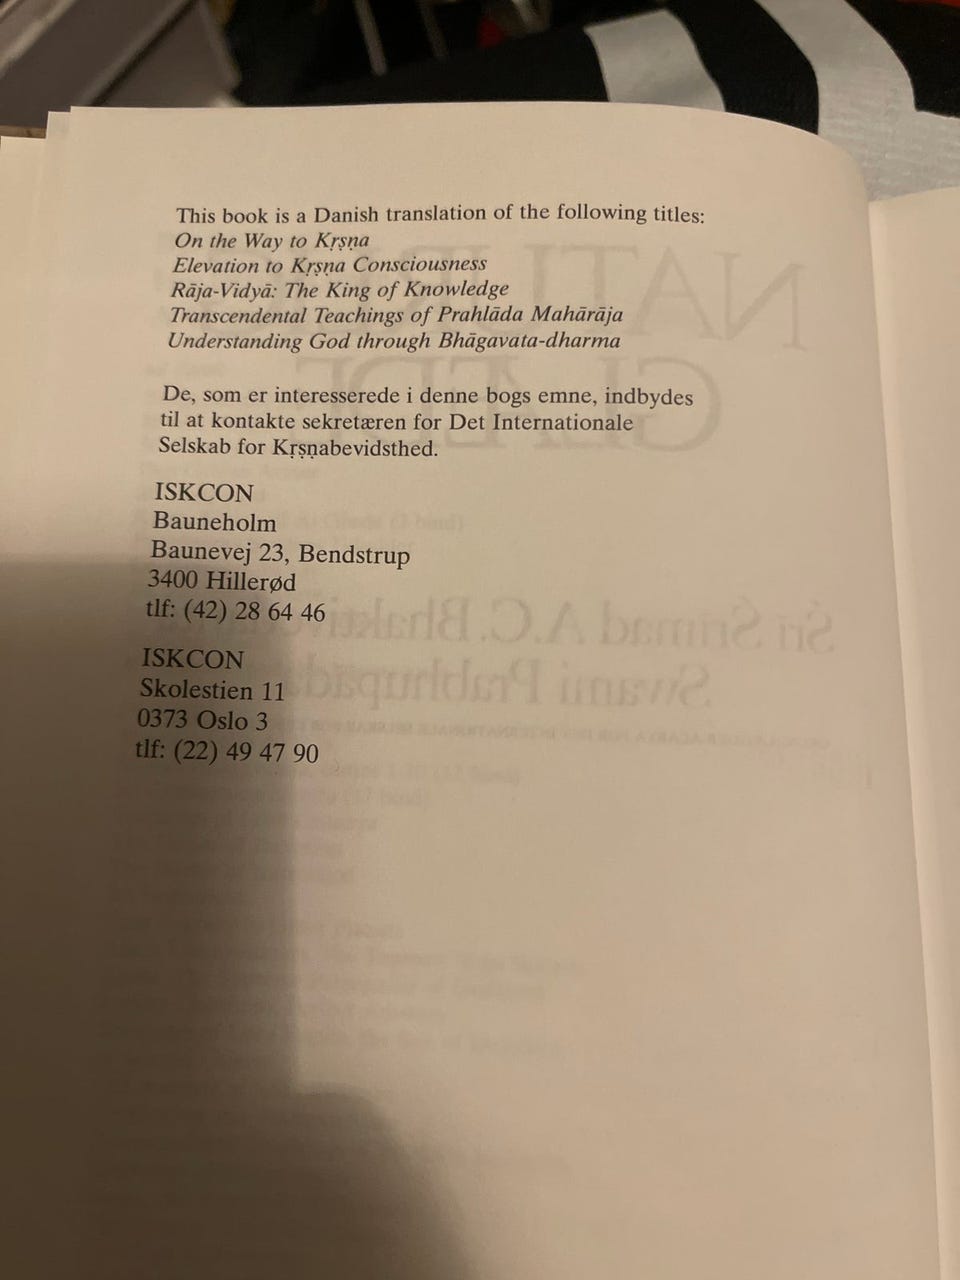 This book is a Danish translation of the following titles:
On the Way to Kṛṣṇa
Elevation to Kṛṣṇa Consciousness
Rāja-Vidyā: The King of Knowledge
Transcendental Teachings of Prahlāda Mahārāja
Understanding God through Bhāgavata-dharma
De, som er interesserede i denne bogs emne, indbydes
til at kontakte sekretæren for Det Internationale
Selskab for Kṛṣṇabevidsthed.
ISKCON
Bauneholm
Baunevej 23, Bendstrup
3400 Hillerød
tlf: (42) 28 64 46
ISKCON
Skolestien 11
0373 Oslo 3
tlf: (22) 49 47 90